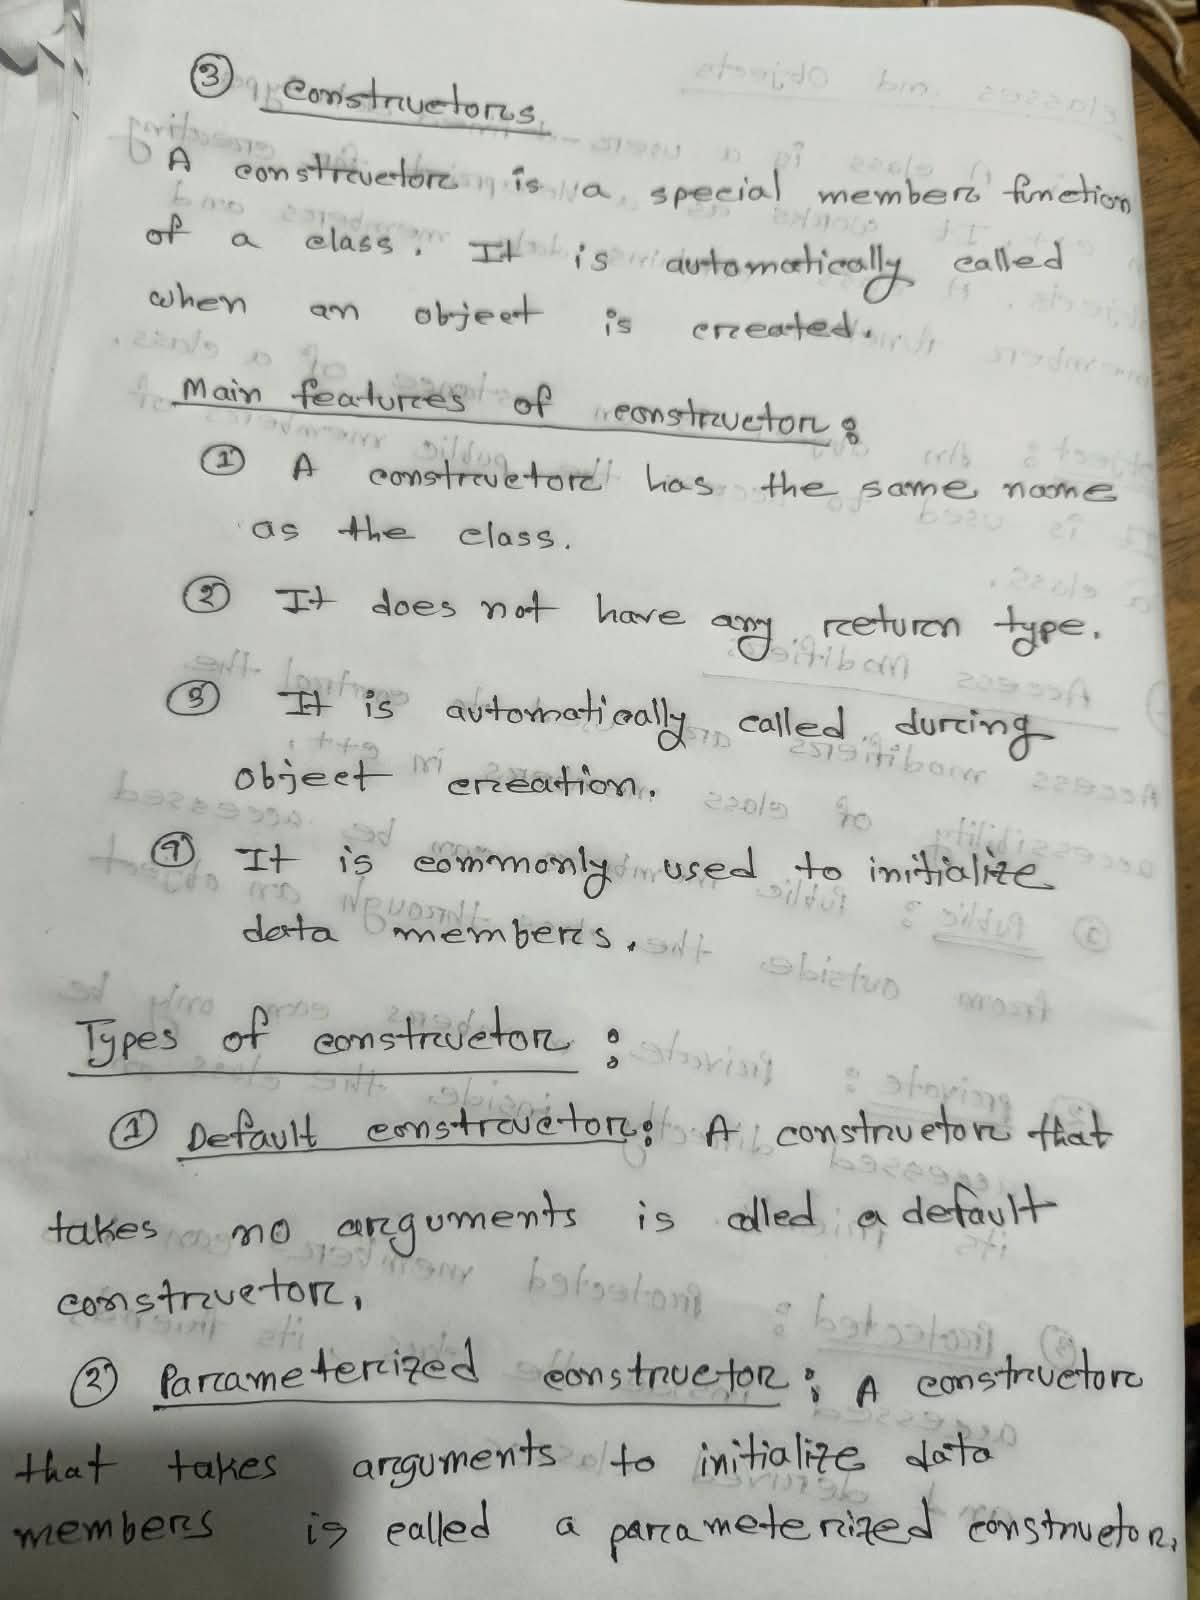 ③ Constructors.
A constructor is a special member function
of a class. It is automatically called
when an object is created.
Main features of constructor:
① A constructor has the same name
as the class.
② It does not have any return type.
③ It is automatically called during
object creation.
④ It is commonly used to initialize
data members.
Types of constructor:
① Default constructor: A constructor that
takes no arguments is called a default
constructor.
② Parameterized constructor: A constructor
that takes arguments to initialize data
members is called a parameterized constructor.